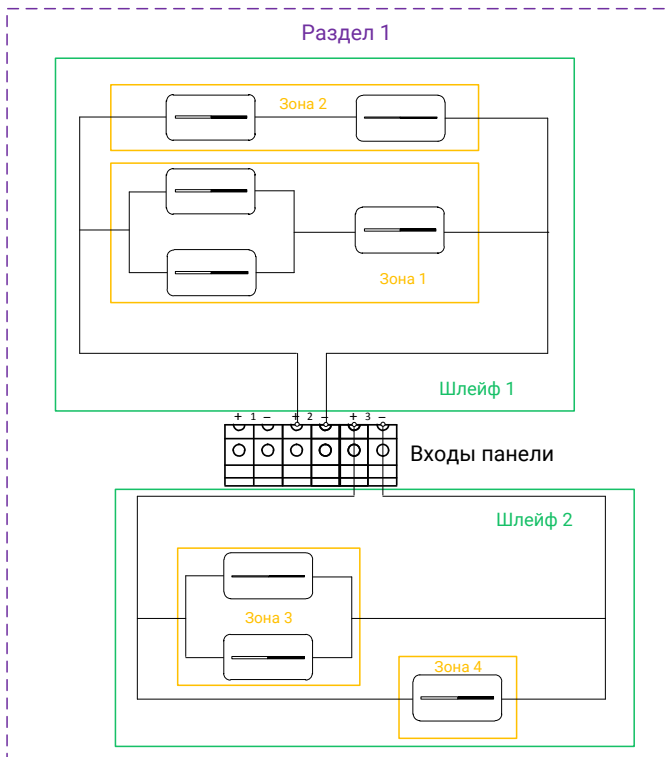 Раздел 1
Зона 2
Зона 1
Шлейф 1
+ 1 − + 2 − + 3 −
Входы панели
Шлейф 2
Зона 3
Зона 4